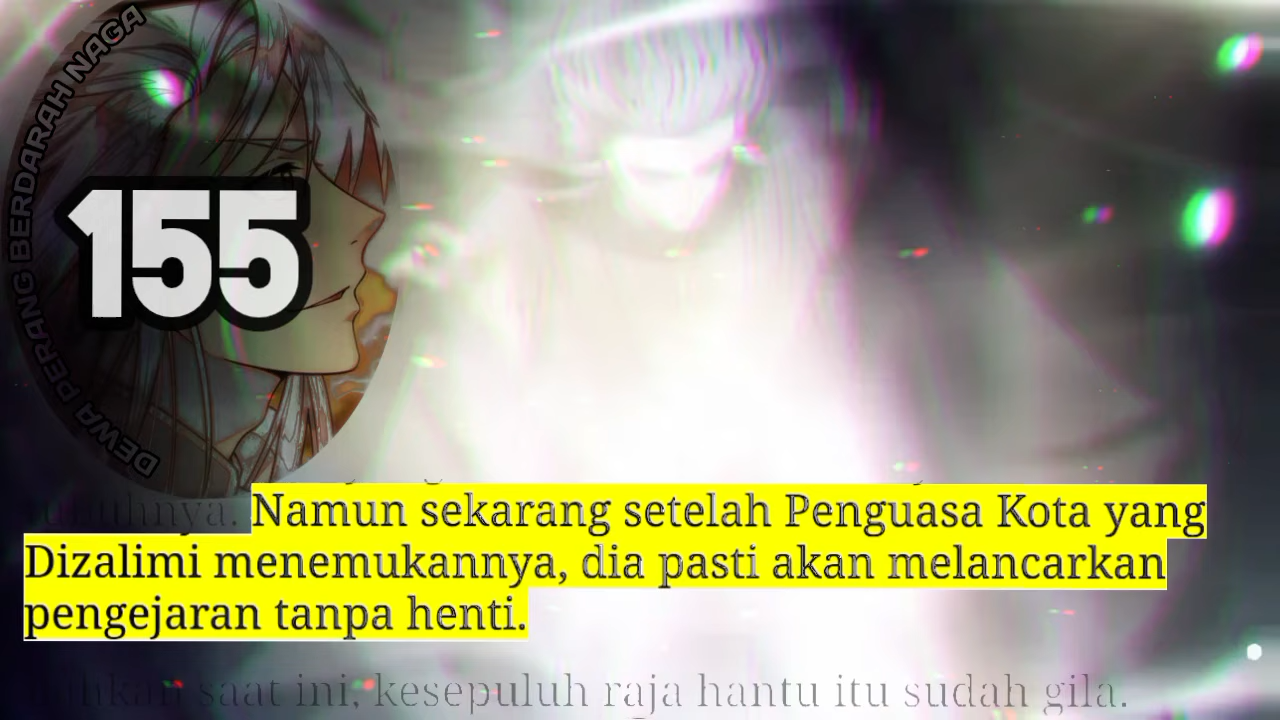 DEWA PERANG BERDARAH NAGA
155
Namun sekarang setelah Penguasa Kota yang
Dizalimi menemukannya, dia pasti akan melancarkan
pengejaran tanpa henti.
saat ini, kesepuluh raja hantu itu sudah gila.